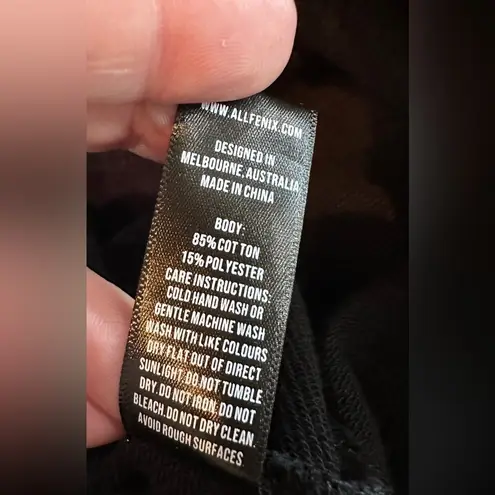 WWW.ALLFENIX.COM
DESIGNED IN
MELBOURNE, AUSTRALIA
MADE IN CHINA
BODY:
85% COTTON
15% POLYESTER
CARE INSTRUCTIONS:
COLD HAND WASH OR
GENTLE MACHINE WASH
WASH WITH LIKE COLOURS
DRY FLAT OUT OF DIRECT
SUNLIGHT. DO NOT TUMBLE
DRY. DO NOT IRON. DO NOT
BLEACH. DO NOT DRY CLEAN.
AVOID ROUGH SURFACES